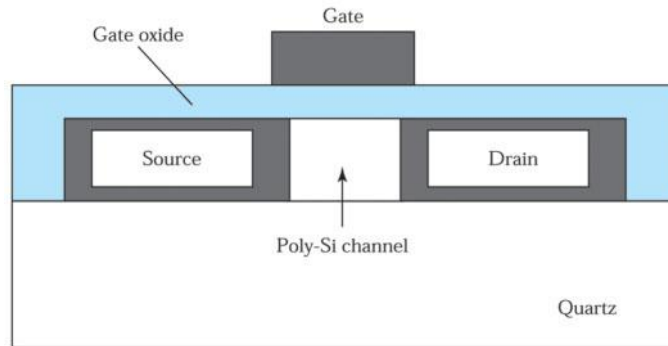 Gate
Gate oxide
Source
Drain
Poly-Si channel
Quartz